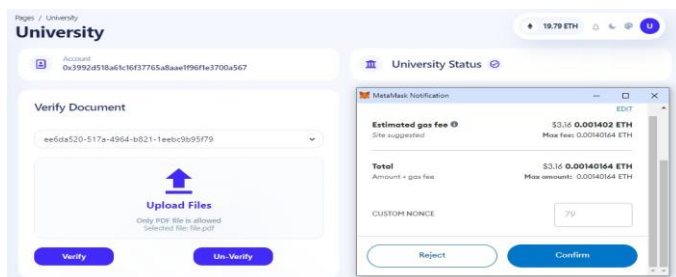 Pages / University
University
19.79 ETH
U
Account
0x3992d518a61c16f37765a8aae1f96f1e3700a567
University Status
Verify Document
ee6da520-517a-4964-b821-1eebc9b95f79
Upload Files
Only PDF file is allowed
Selected file: file.pdf
Verify
Un-Verify
MetaMask Notification
EDIT
Estimated gas fee
$3.16 0.001402 ETH
Site suggested
Max fee: 0.00140164 ETH
Total
$3.16 0.00140164 ETH
Amount + gas fee
Max amount: 0.00140164 ETH
CUSTOM NONCE
79
Reject
Confirm